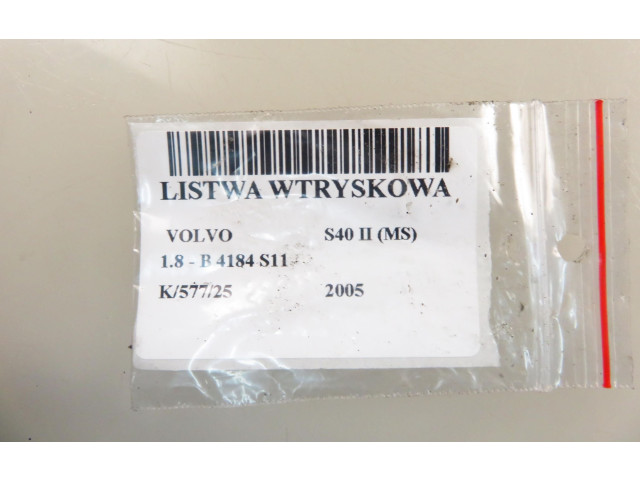 LISTWA WTRYSKOWA
VOLVO S40 II (MS)
1.8 - B 4184 S11
K/577/25 2005